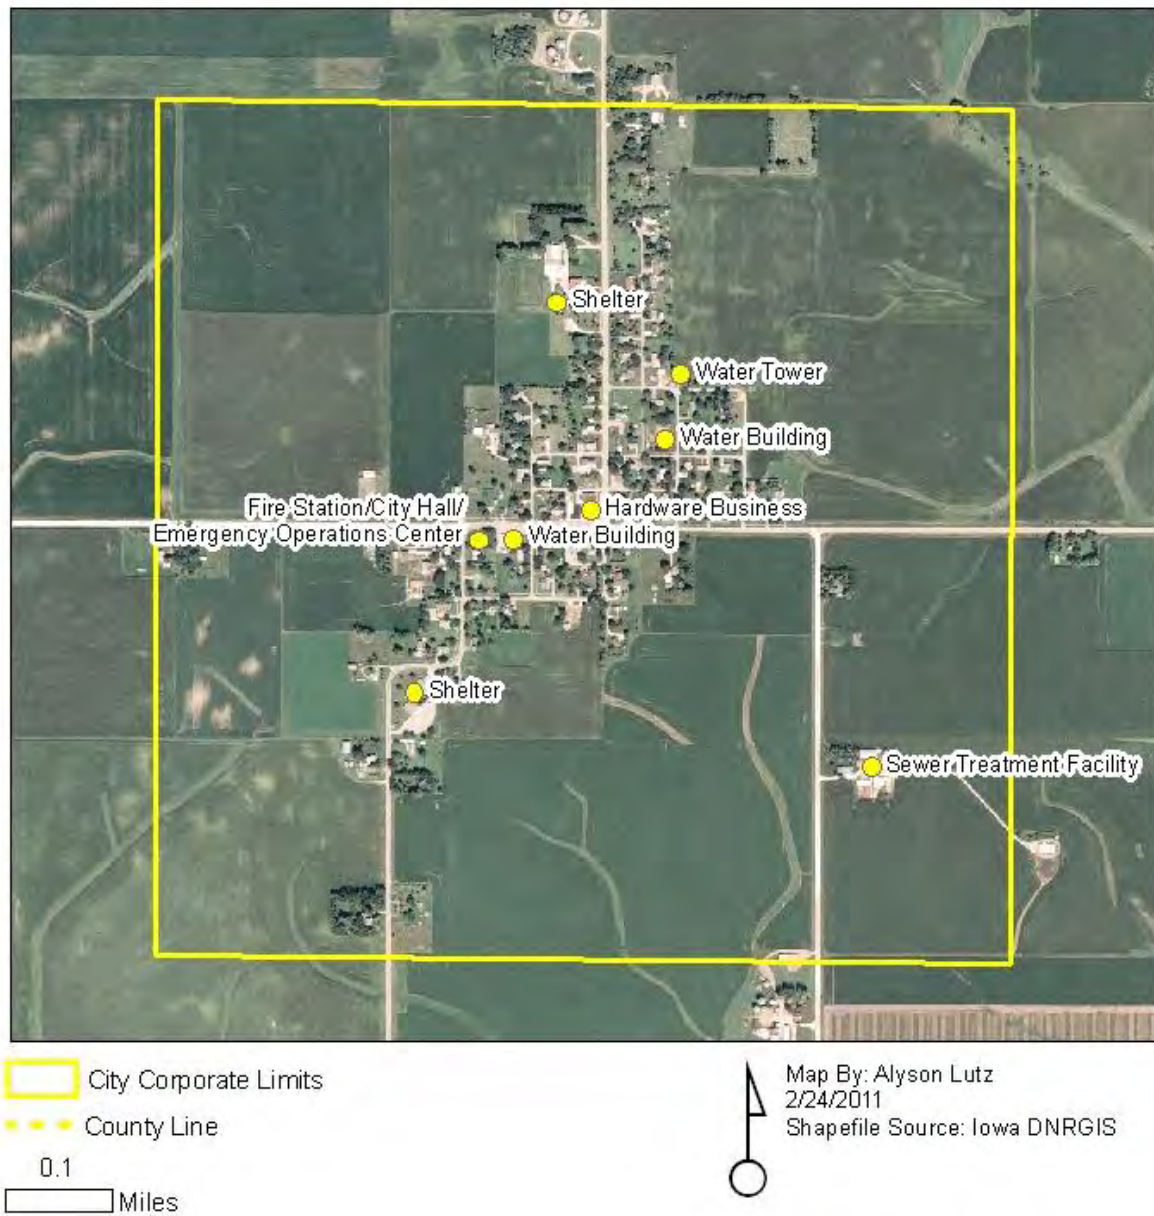 Shelter
Water Tower
Water Building
Hardware Business
Fire Station/City Hall/
Emergency Operations Center
Water Building
Shelter
Sewer Treatment Facility
City Corporate Limits
County Line
0.1
Miles
Map By: Alyson Lutz
2/24/2011
Shapefile Source: Iowa DNRGIS